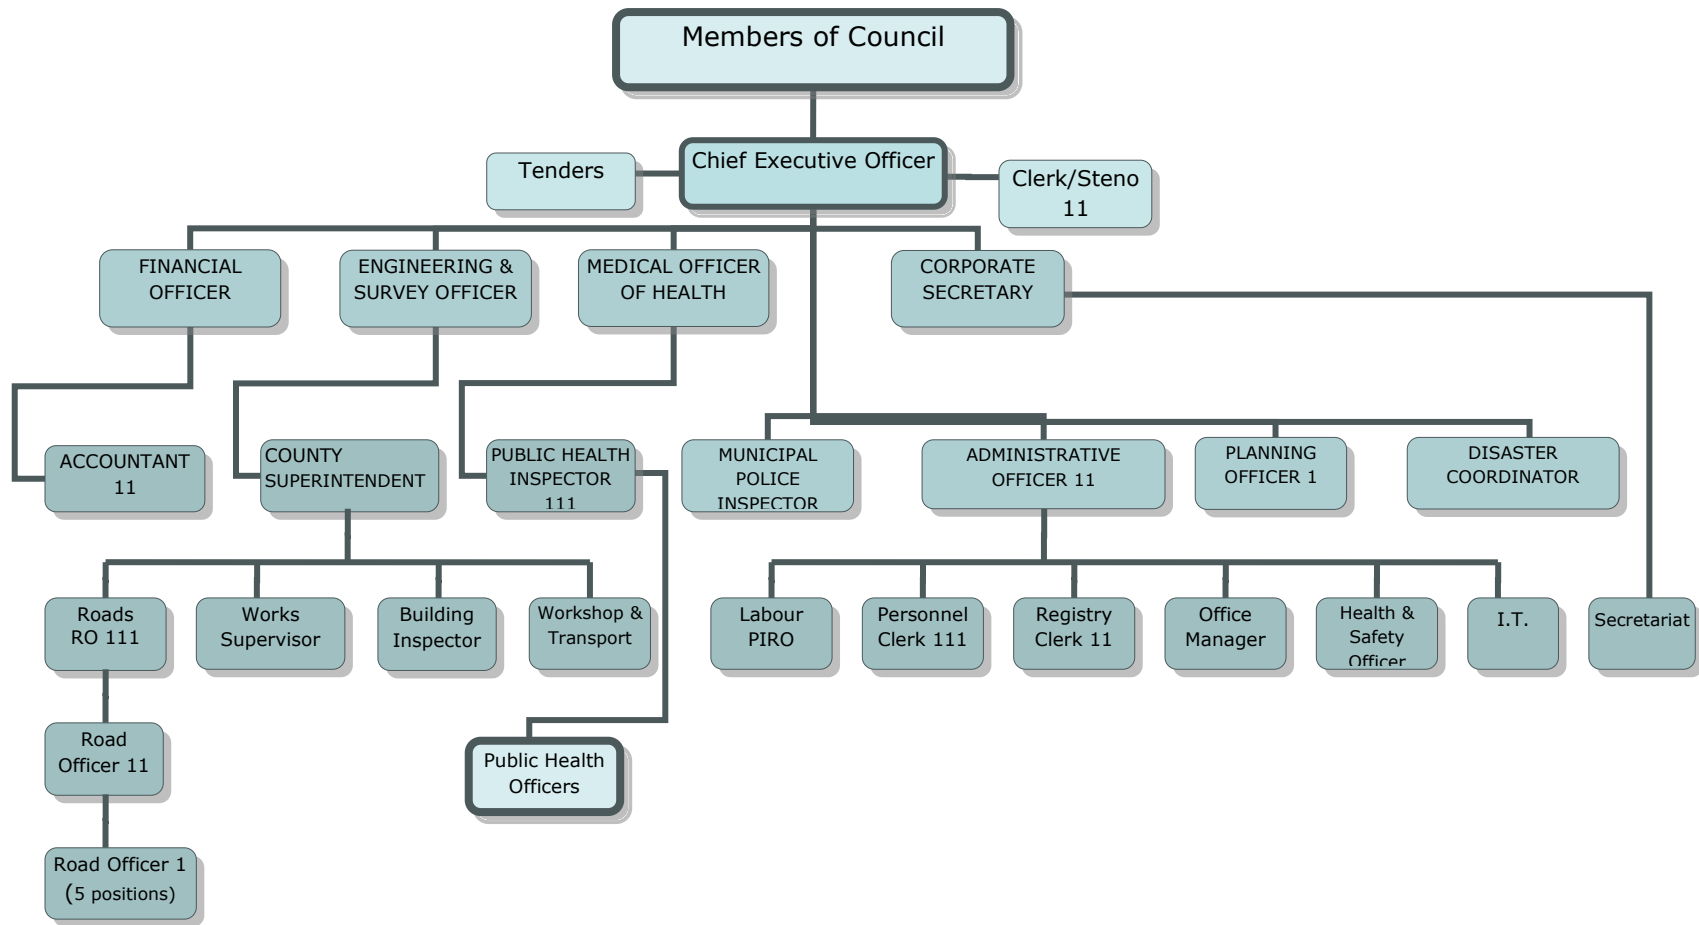 Members of Council
Tenders
Chief Executive Officer
Clerk/Steno
11
FINANCIAL
OFFICER
ENGINEERING &
SURVEY OFFICER
MEDICAL OFFICER
OF HEALTH
CORPORATE
SECRETARY
ACCOUNTANT
11
COUNTY
SUPERINTENDENT
PUBLIC HEALTH
INSPECTOR
111
MUNICIPAL
POLICE
INSPECTOR
ADMINISTRATIVE
OFFICER 11
PLANNING
OFFICER 1
DISASTER
COORDINATOR
Roads
RO 111
Works
Supervisor
Building
Inspector
Workshop &
Transport
Labour
PIRO
Personnel
Clerk 111
Registry
Clerk 11
Office
Manager
Health &
Safety
Officer
I.T.
Secretariat
Road
Officer 11
Public Health
Officers
Road Officer 1
(5 positions)